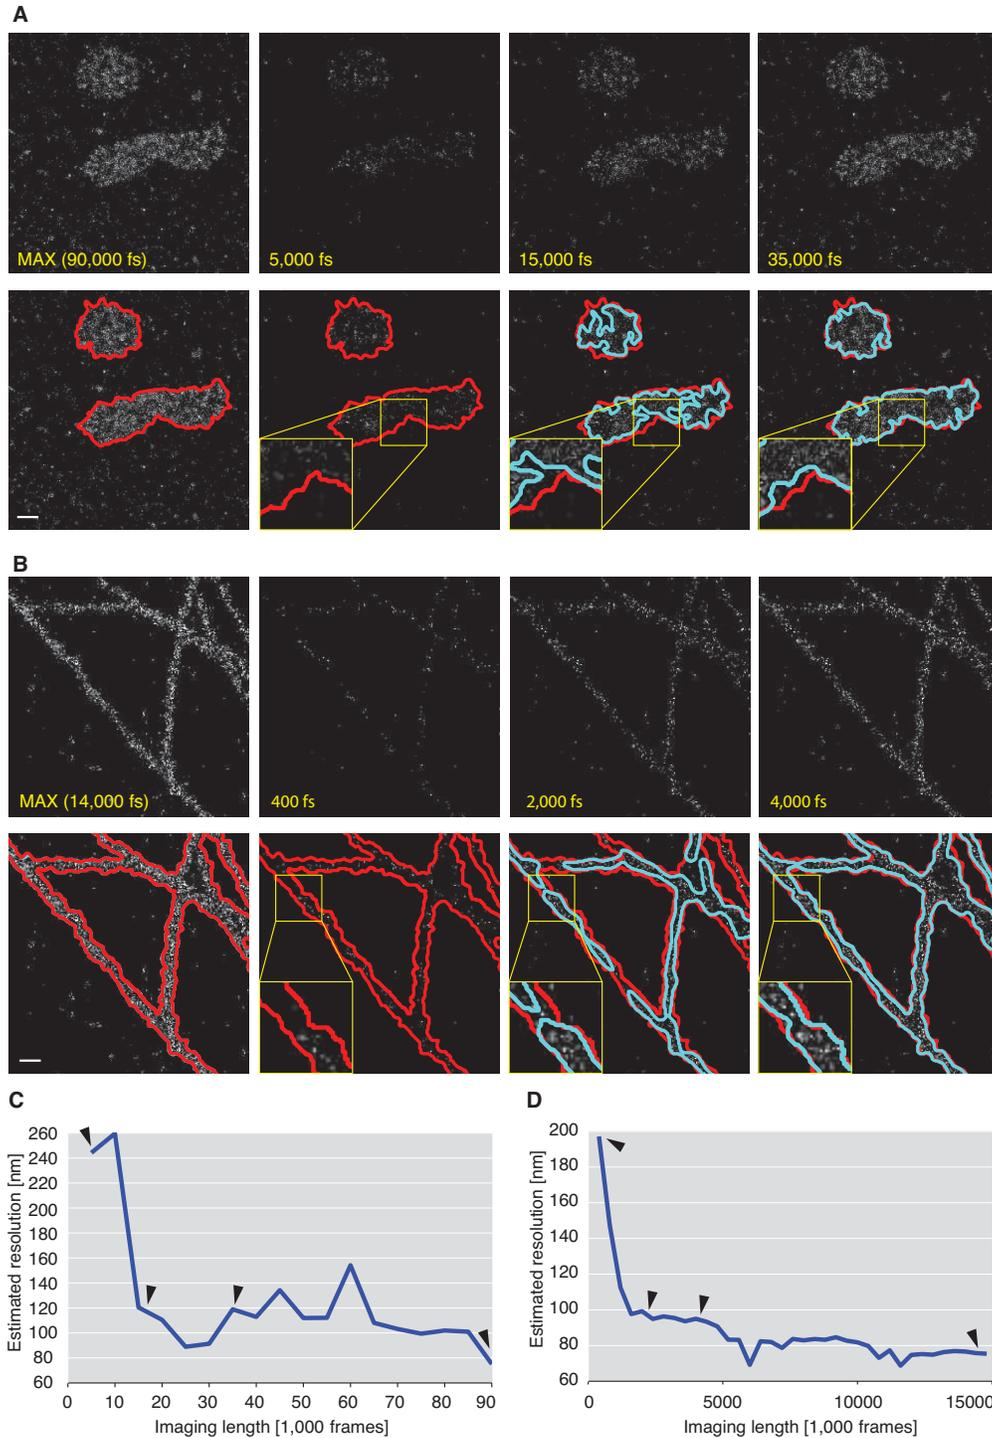 A
MAX (90,000 fs)
5,000 fs
15,000 fs
35,000 fs
B
MAX (14,000 fs)
400 fs
2,000 fs
4,000 fs
C
Estimated resolution [nm]
260
240
220
200
180
160
140
120
100
80
60
0 10 20 30 40 50 60 70 80 90
Imaging length [1,000 frames]
D
Estimated resolution [nm]
200
180
160
140
120
100
80
60
0 5000 10000 15000
Imaging length [1,000 frames]